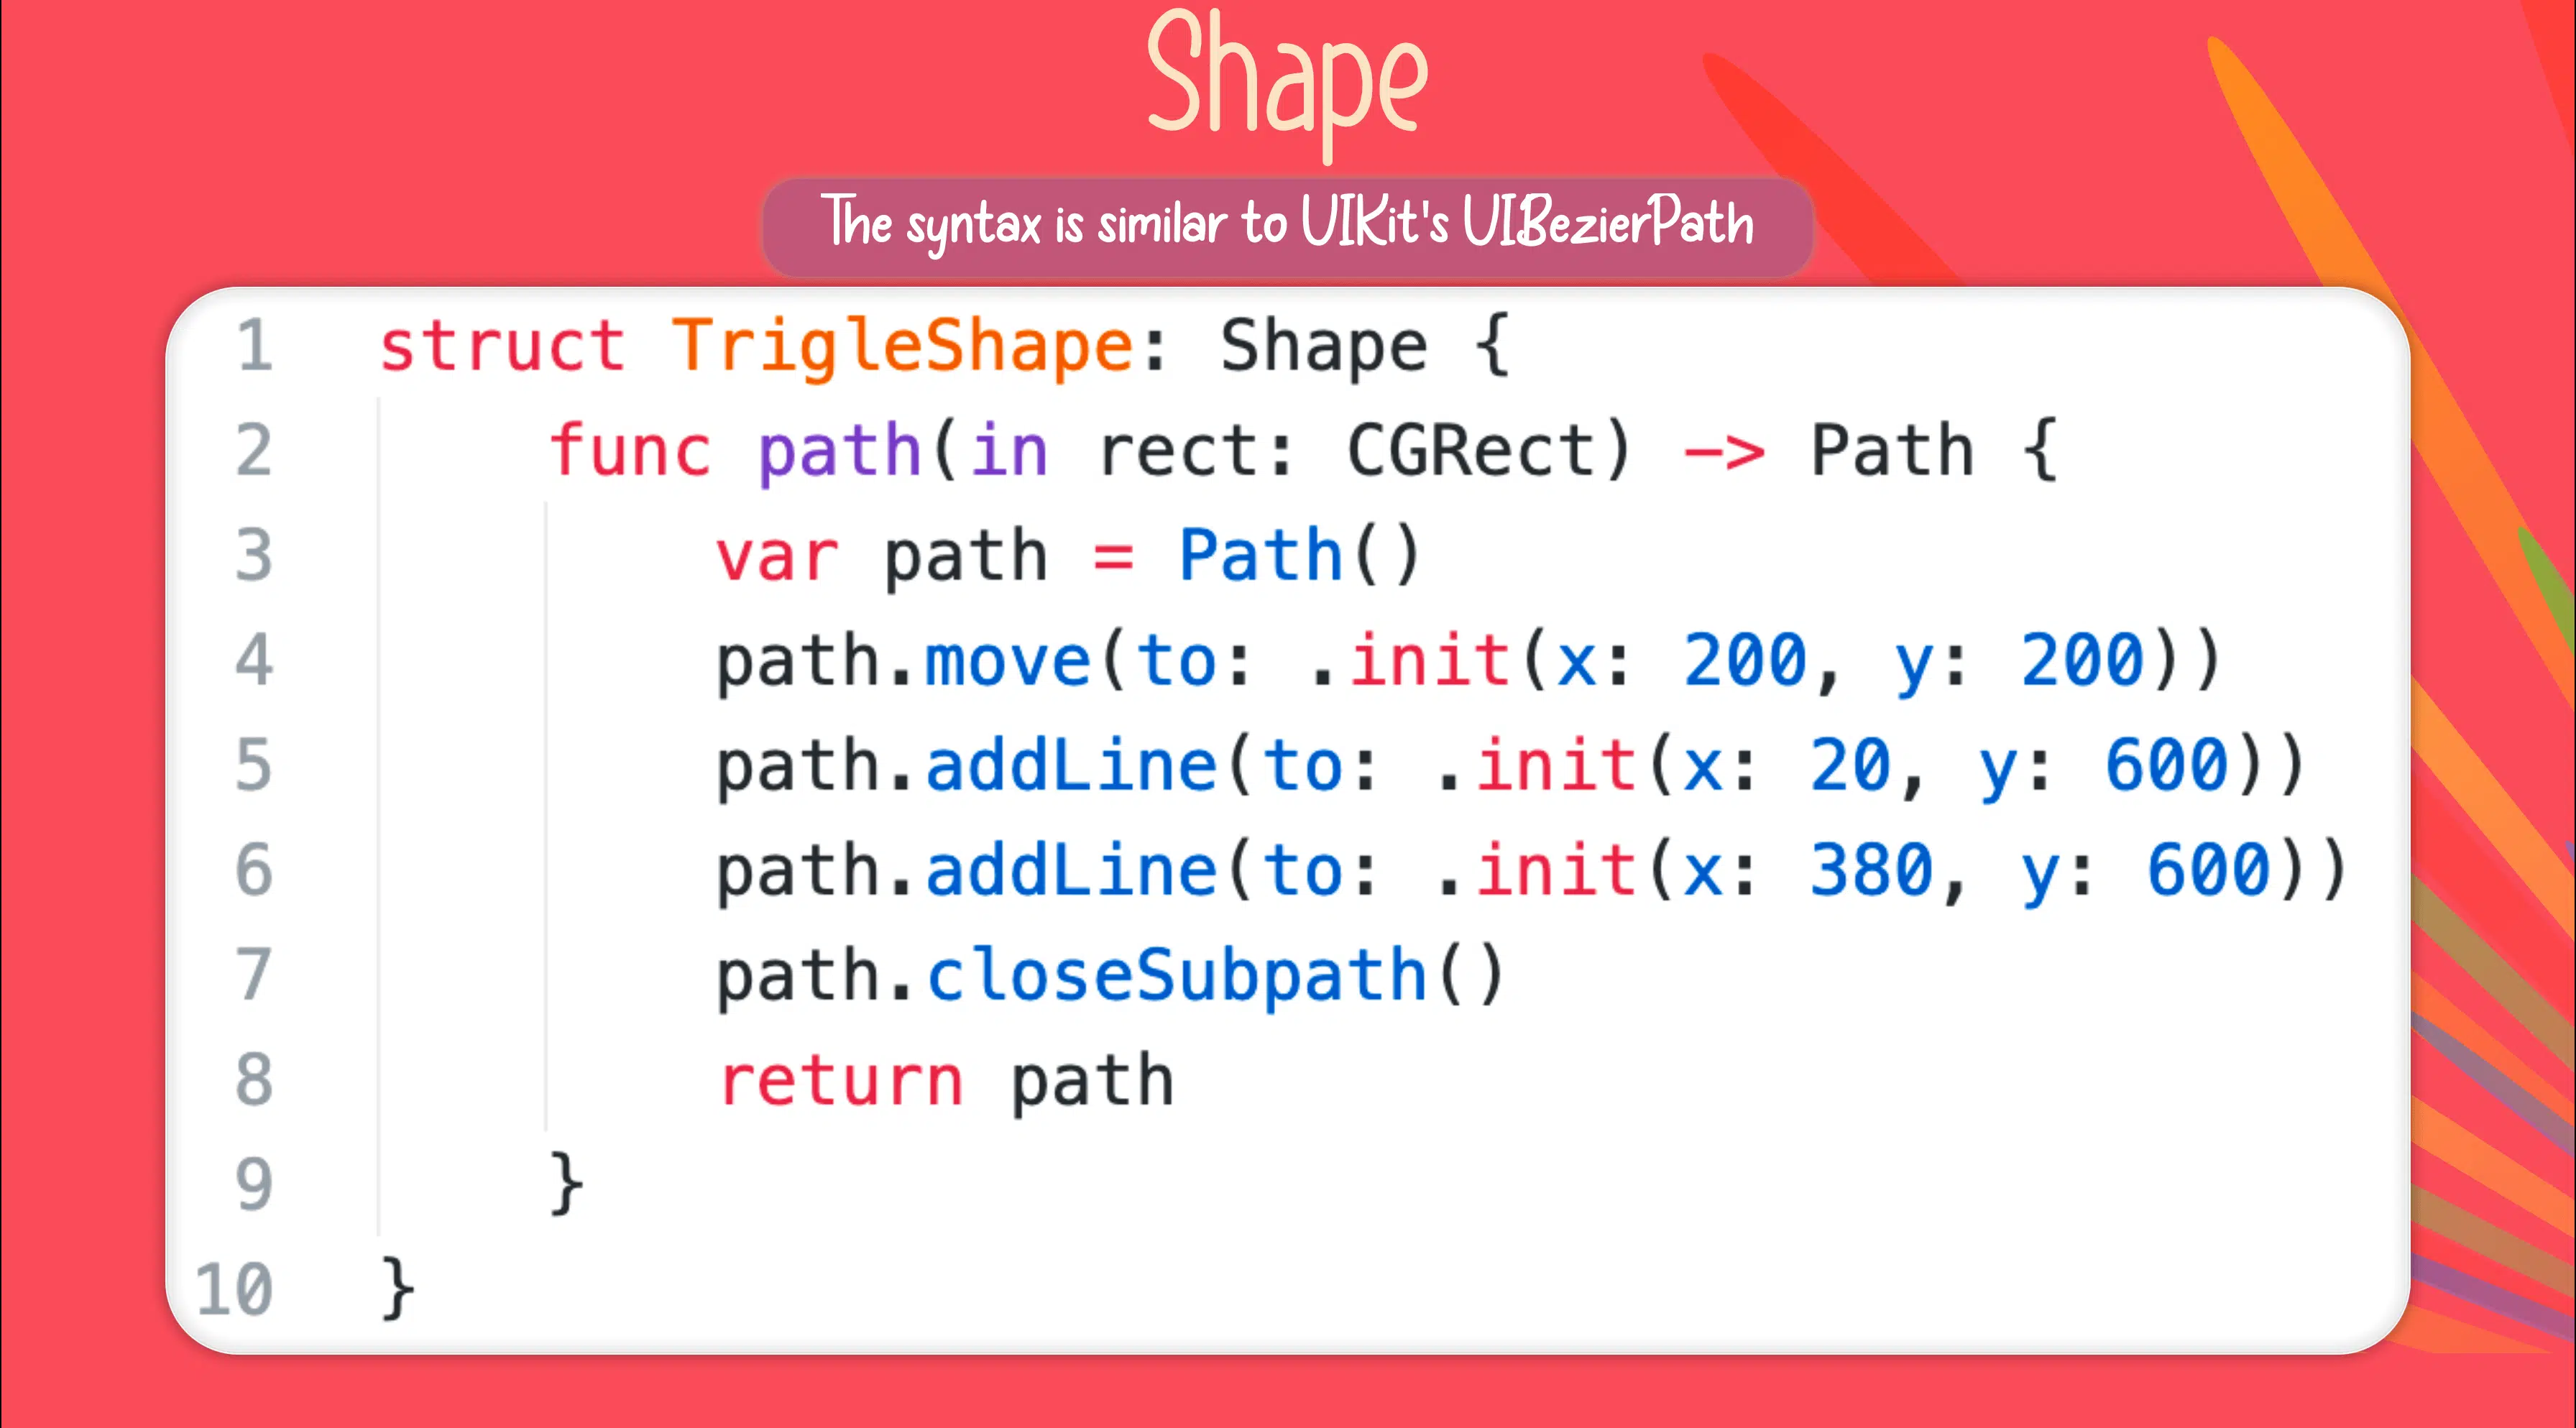 Shape
The syntax is similar to UIKit's UIBezierPath
1 struct TrigleShape: Shape {
2     func path(in rect: CGRect) -> Path {
3         var path = Path()
4         path.move(to: .init(x: 200, y: 200))
5         path.addLine(to: .init(x: 20, y: 600))
6         path.addLine(to: .init(x: 380, y: 600))
7         path.closeSubpath()
8         return path
9     }
10 }